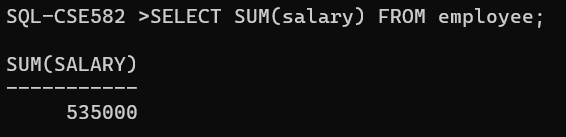 SQL-CSE582 >SELECT SUM(salary) FROM employee;
SUM(SALARY)
-----------
535000